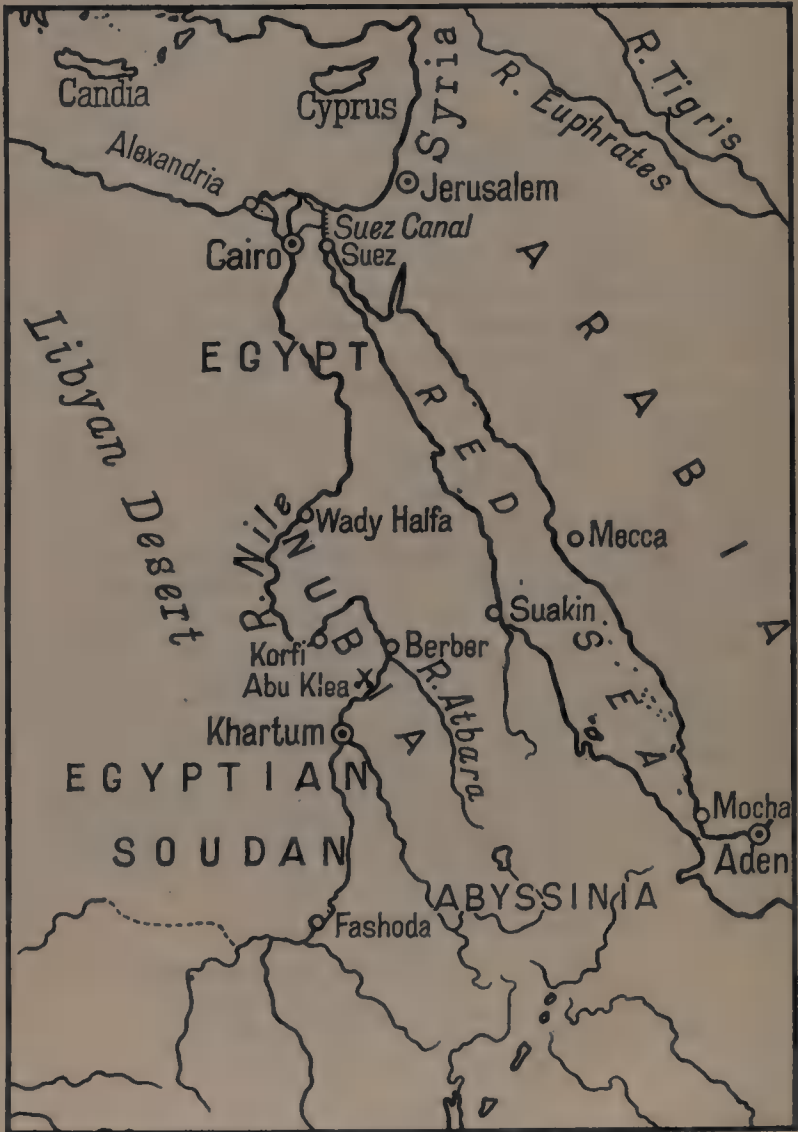 Candia
Cyprus
Syria
R. Tigris
R. Euphrates
Alexandria
Jerusalem
Suez Canal
Cairo
Suez
ARABIA
Libyan Desert
EGYPT
RED SEA
R. Nile
Wady Halfa
NUBIA
Mecca
Suakin
Korfi
Berber
Abu Klea
R. Atbara
Khartum
EGYPTIAN
SOUDAN
Mocha
Aden
ABYSSINIA
Fashoda